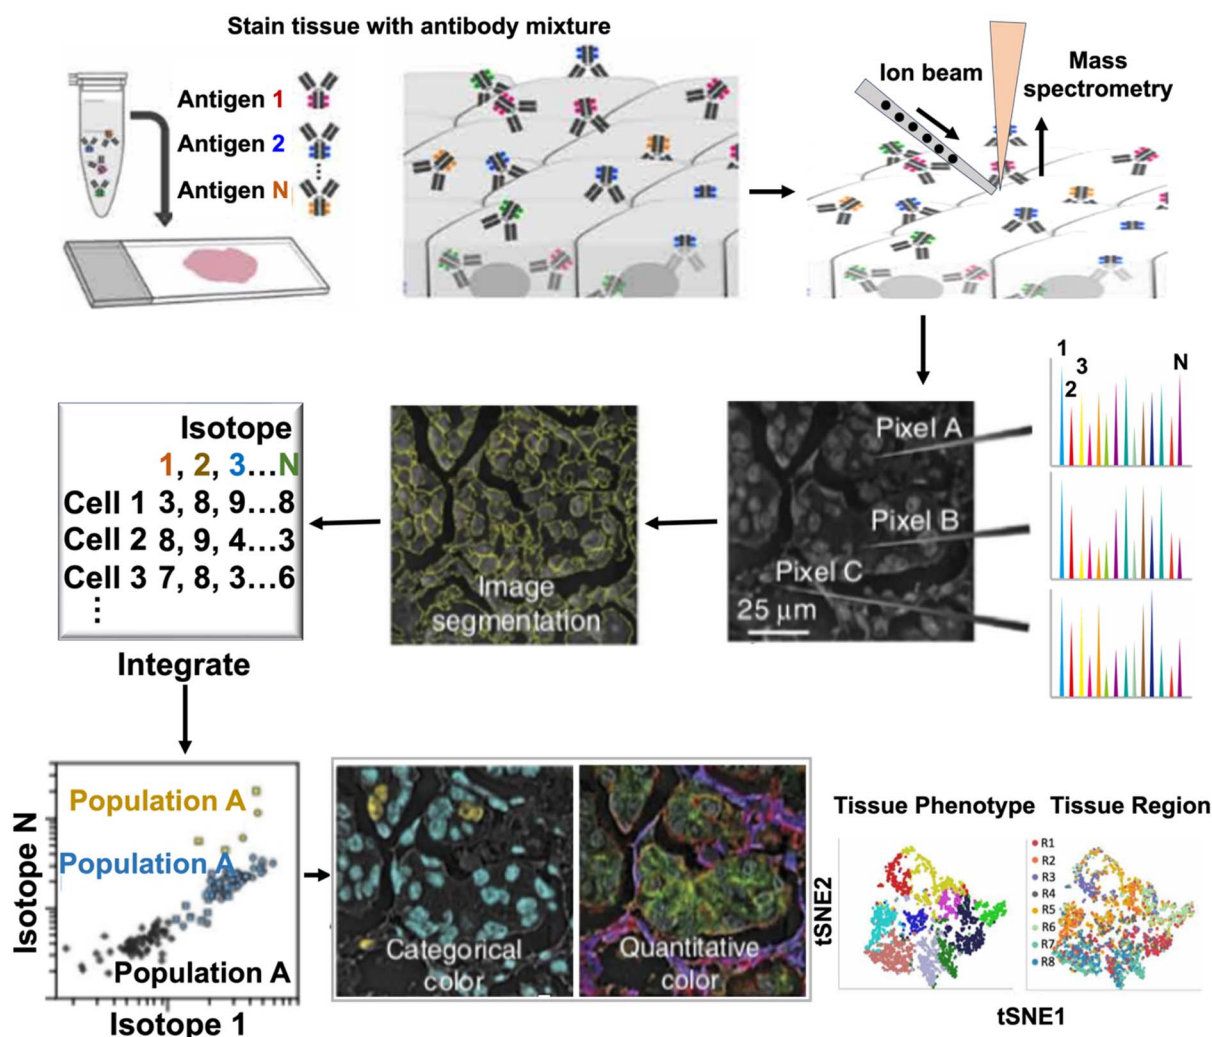 Stain tissue with antibody mixture
Antigen 1
Antigen 2
Antigen N
Ion beam
Mass
spectrometry
1
3
2
N
Pixel A
Pixel B
Pixel C
25 μm
Image
segmentation
Isotope
1, 2, 3...N
Cell 1 3, 8, 9...8
Cell 2 8, 9, 4...3
Cell 3 7, 8, 3...6
Integrate
Isotope N
Population A
Population A
Population A
Isotope 1
Categorical
color
Quantitative
color
Tissue Phenotype
Tissue Region
R1
R2
R3
R4
R5
R6
R7
R8
tSNE2
tSNE1